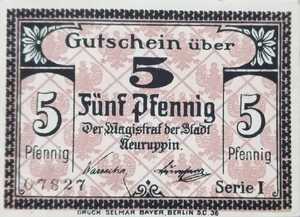 Gutschein über
5
5 Fünf Pfennig 5
Pfennig Der Magistrat der Stadt Pfennig
Neuruppin.
Warzecha
07827 Serie I
DRUCK SELMAR BAYER, BERLIN S.O. 36